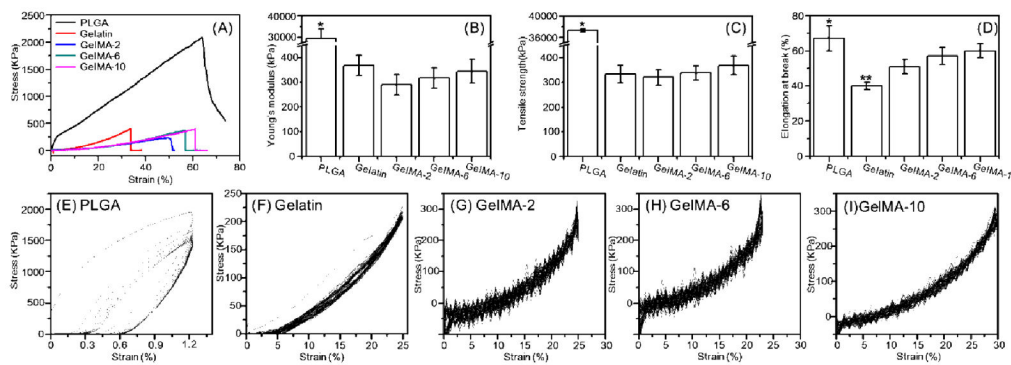 (A)
PLGA
Gelatin
GelMA-2
GelMA-6
GelMA-10
Stress (KPa)
2500
2000
1500
1000
500
0
0 20 40 60 80
Strain (%)
(B)
*
Young's modulus (kPa)
30000
25000
400
300
200
100
0
PLGA Gelatin GelMA-2 GelMA-6 GelMA-10
(C)
*
Tensile strength(kPa)
37000
36000
400
300
200
100
0
PLGA Gelatin GelMA-2 GelMA-6 GelMA-10
(D)
*
**
Elongation at break (%)
80
60
40
20
0
PLGA Gelatin GelMA-2 GelMA-6 GelMA-1
(E) PLGA
Stress (KPa)
2000
1500
1000
500
0
0 0.3 0.6 0.9 1.2
Strain (%)
(F) Gelatin
Stress (KPa)
250
200
150
100
50
0
0 5 10 15 20 25
Strain (%)
(G) GelMA-2
Stress (KPa)
300
200
100
0
0 5 10 15 20 25 30
Strain (%)
(H) GelMA-6
Stress (KPa)
300
200
100
0
0 5 10 15 20 25 30
Strain (%)
(I)GelMA-10
Stress (KPa)
300
200
100
0
0 5 10 15 20 25 30
Strain (%)